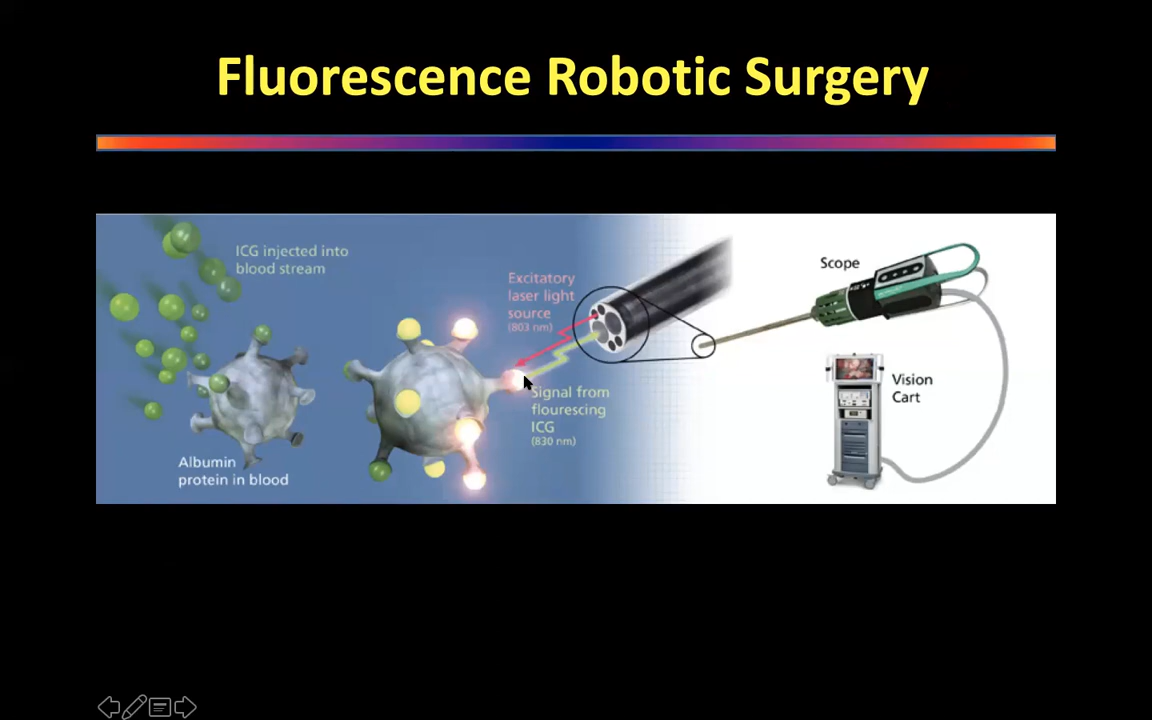 Fluorescence Robotic Surgery
ICG injected into
blood stream
Albumin
protein in blood
Excitatory
laser light
source
(803 nm)
Signal from
flourescing
ICG
(830 nm)
Scope
Vision
Cart